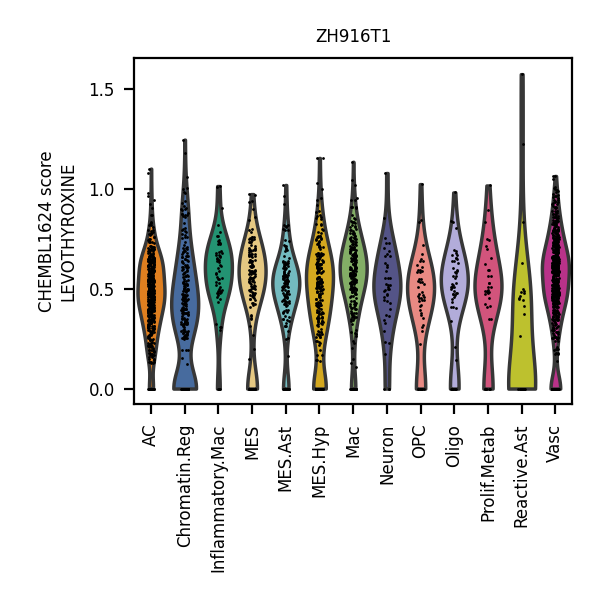 ZH916T1
CHEMBL1624 score
LEVOTHYROXINE
1.5
1.0
0.5
0.0
AC
Chromatin.Reg
Inflammatory.Mac
MES
MES.Ast
MES.Hyp
Mac
Neuron
OPC
Oligo
Prolif.Metab
Reactive.Ast
Vasc